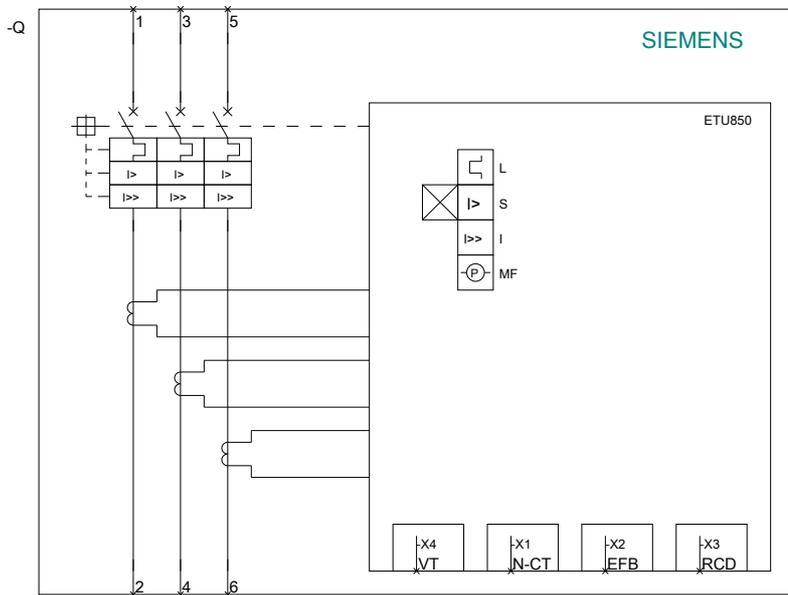 1 3 5
-Q
SIEMENS
ETU850
L
I> I> I>
I> S
I>> I>> I>>
I>> I
P MF
-X4 -X1 -X2 -X3
VT N-CT EFB RCD
2 4 6